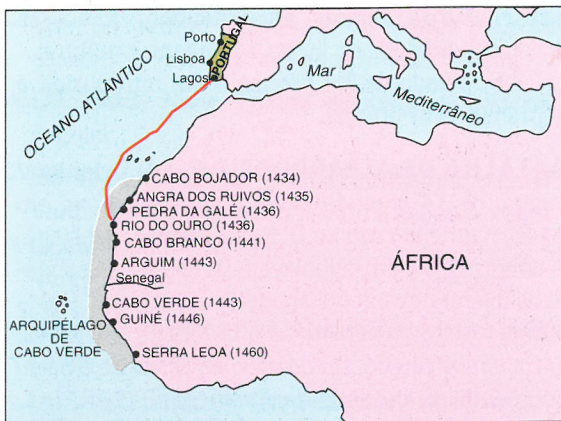 Porto
PORTUGAL
Lisboa
Lagos
OCEANO ATLÂNTICO
Mar
Mediterrâneo
CABO BOJADOR (1434)
ANGRA DOS RUIVOS (1435)
PEDRA DA GALÉ (1436)
RIO DO OURO (1436)
CABO BRANCO (1441)
ÁFRICA
ARGUIM (1443)
Senegal
CABO VERDE (1443)
GUINÉ (1446)
ARQUIPÉLAGO
DE
CABO VERDE
SERRA LEOA (1460)